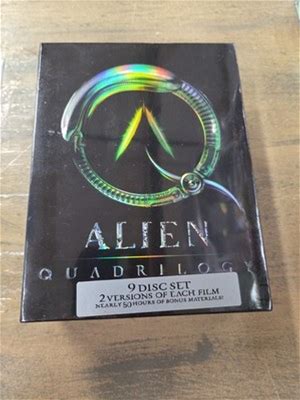 ALIEN
QUADRILOGY
9 DISC SET
2 VERSIONS OF EACH FILM
NEARLY 50 HOURS OF BONUS MATERIALS!